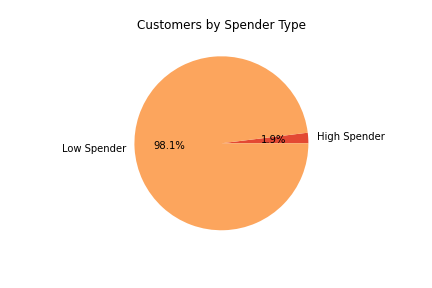 Customers by Spender Type
High Spender
1.9%
98.1%
Low Spender